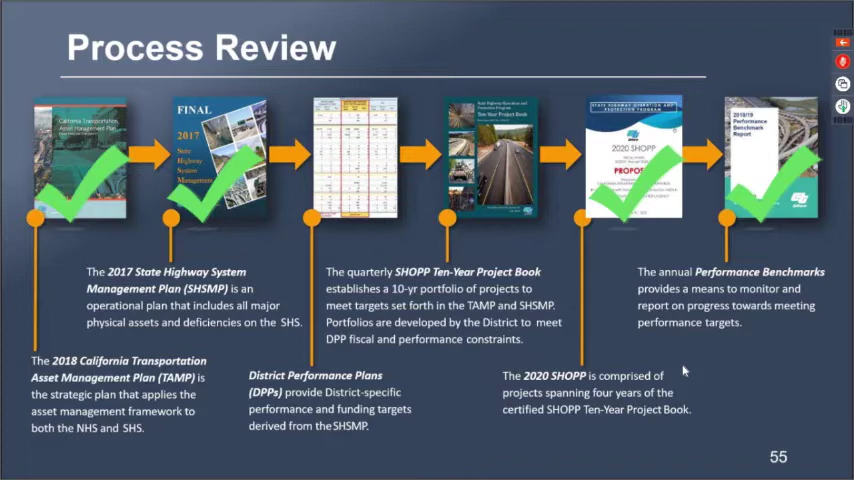 Process Review
California Transportation
Asset Management Plan
FINAL
2017
State
Highway
System
Management
State Highway Operation and
Protection Program
Ten-Year Project Book
STATE HIGHWAY OPERATION AND
PROTECTION PROGRAM
2020 SHOPP
2018/19
Performance
Benchmark
Report
The 2017 State Highway System
Management Plan (SHSMP) is an
operational plan that includes all major
physical assets and deficiencies on the SHS.
The quarterly SHOPP Ten-Year Project Book
establishes a 10-yr portfolio of projects to
meet targets set forth in the TAMP and SHSMP.
Portfolios are developed by the District to meet
DPP fiscal and performance constraints.
The annual Performance Benchmarks
provides a means to monitor and
report on progress towards meeting
performance targets.
The 2018 California Transportation
Asset Management Plan (TAMP) is
the strategic plan that applies the
asset management framework to
both the NHS and SHS.
District Performance Plans
(DPPs) provide District-specific
performance and funding targets
derived from the SHSMP.
The 2020 SHOPP is comprised of
projects spanning four years of the
certified SHOPP Ten-Year Project Book.
55